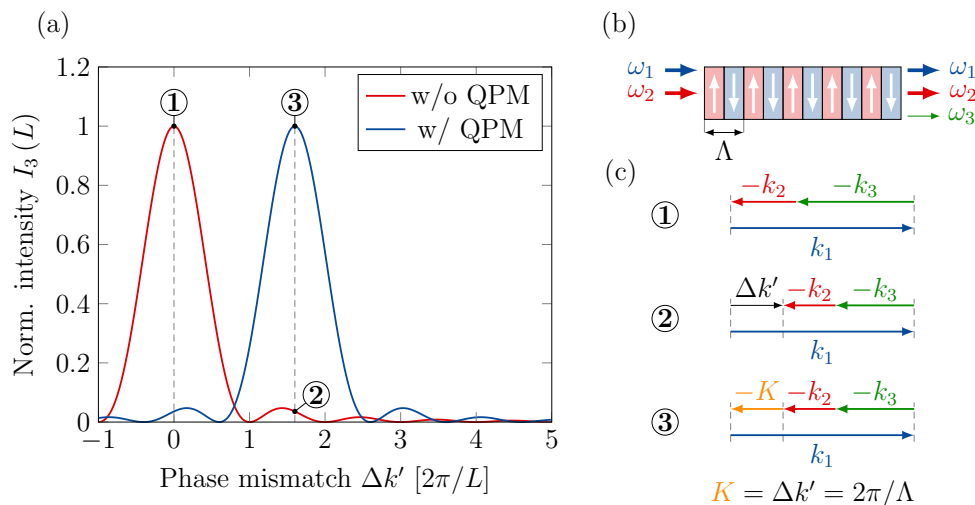 (a)
1.2
1
0.8
0.6
0.4
0.2
0
−1 0 1 2 3 4 5
Norm. intensity I₃ (L)
Phase mismatch Δk′ [2π/L]
w/o QPM
w/ QPM
① ③
②
(b)
ω₁ ω₁
ω₂ ω₂
ω₃
Λ
(c)
①
−k₂ −k₃
k₁
②
Δk′ −k₂ −k₃
k₁
③
−K −k₂ −k₃
k₁
K = Δk′ = 2π/Λ